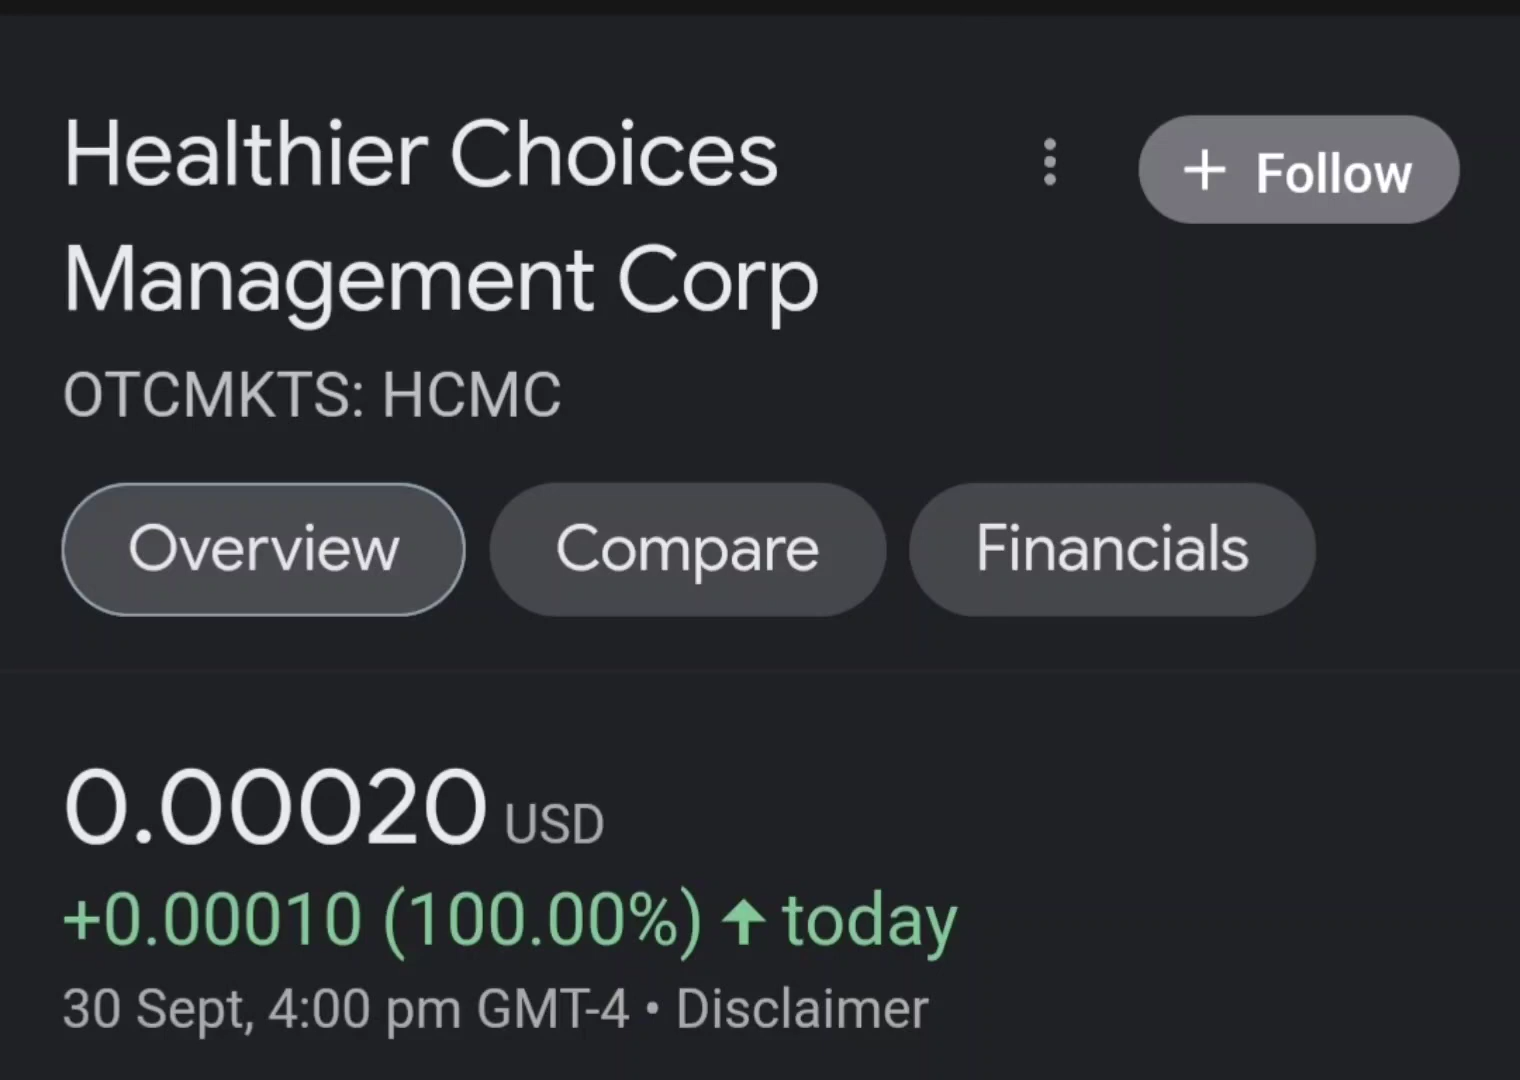 Healthier Choices
Management Corp
+ Follow
OTCMKTS: HCMC
Overview Compare Financials
0.00020 USD
+0.00010 (100.00%) ↑ today
30 Sept, 4:00 pm GMT-4 • Disclaimer